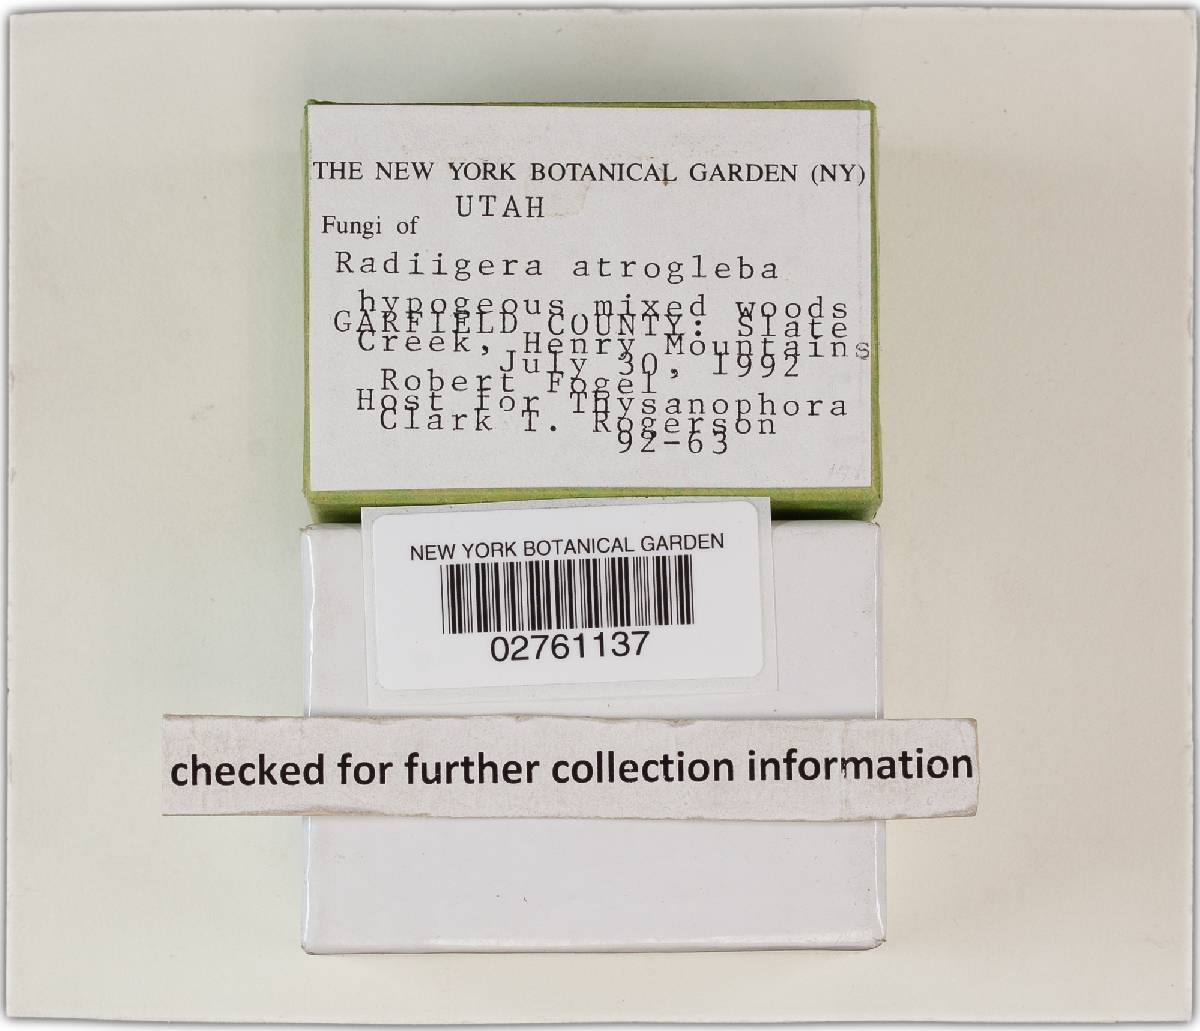 THE NEW YORK BOTANICAL GARDEN (NY)
UTAH
Fungi of
Radiigera atrogleba
hypogeous mixed woods
GARFIELD COUNTY: Slate
Creek, Henry Mountains
July 30, 1992
Robert Fogel
Host for Thysanophora
Clark T. Rogerson
92-63
NEW YORK BOTANICAL GARDEN
02761137
checked for further collection information